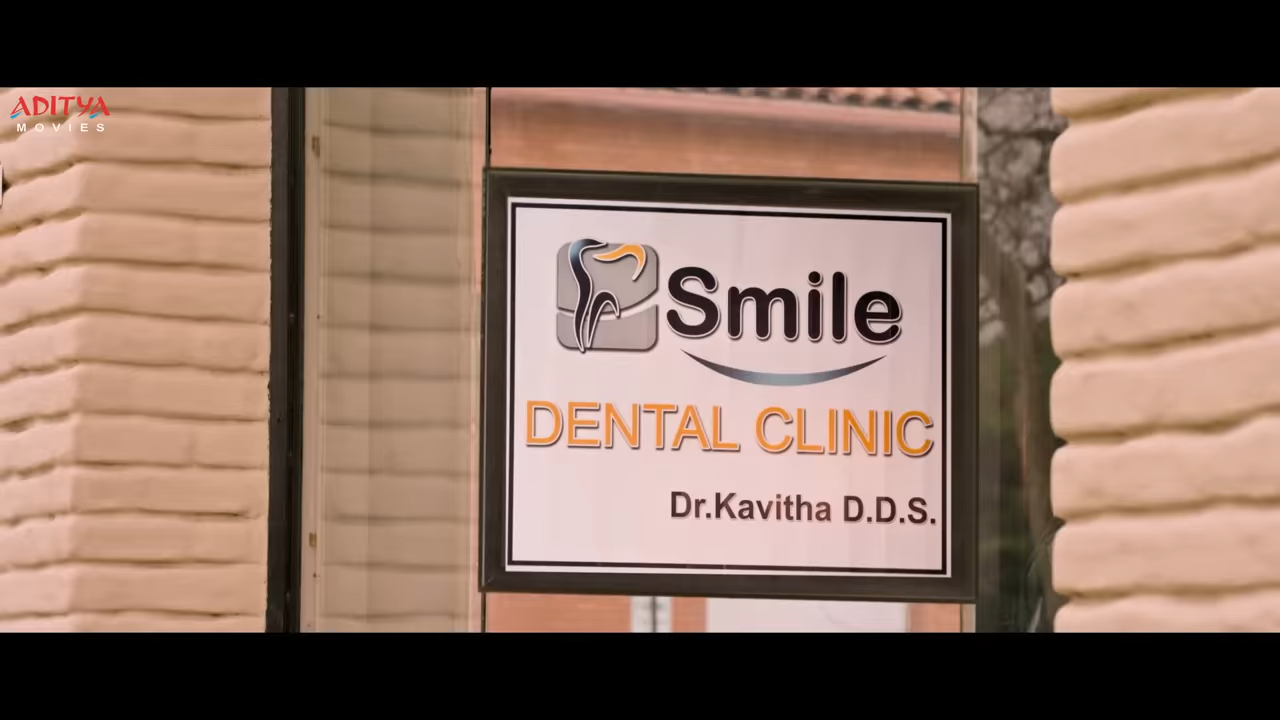 ADITYA
MOVIES
Smile
DENTAL CLINIC
Dr.Kavitha D.D.S.